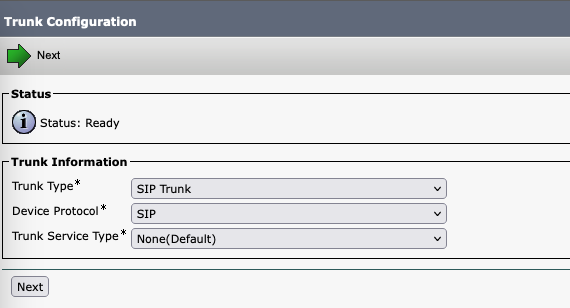 Trunk Configuration
Next
Status
i Status: Ready
Trunk Information
Trunk Type* SIP Trunk
Device Protocol* SIP
Trunk Service Type* None(Default)
Next